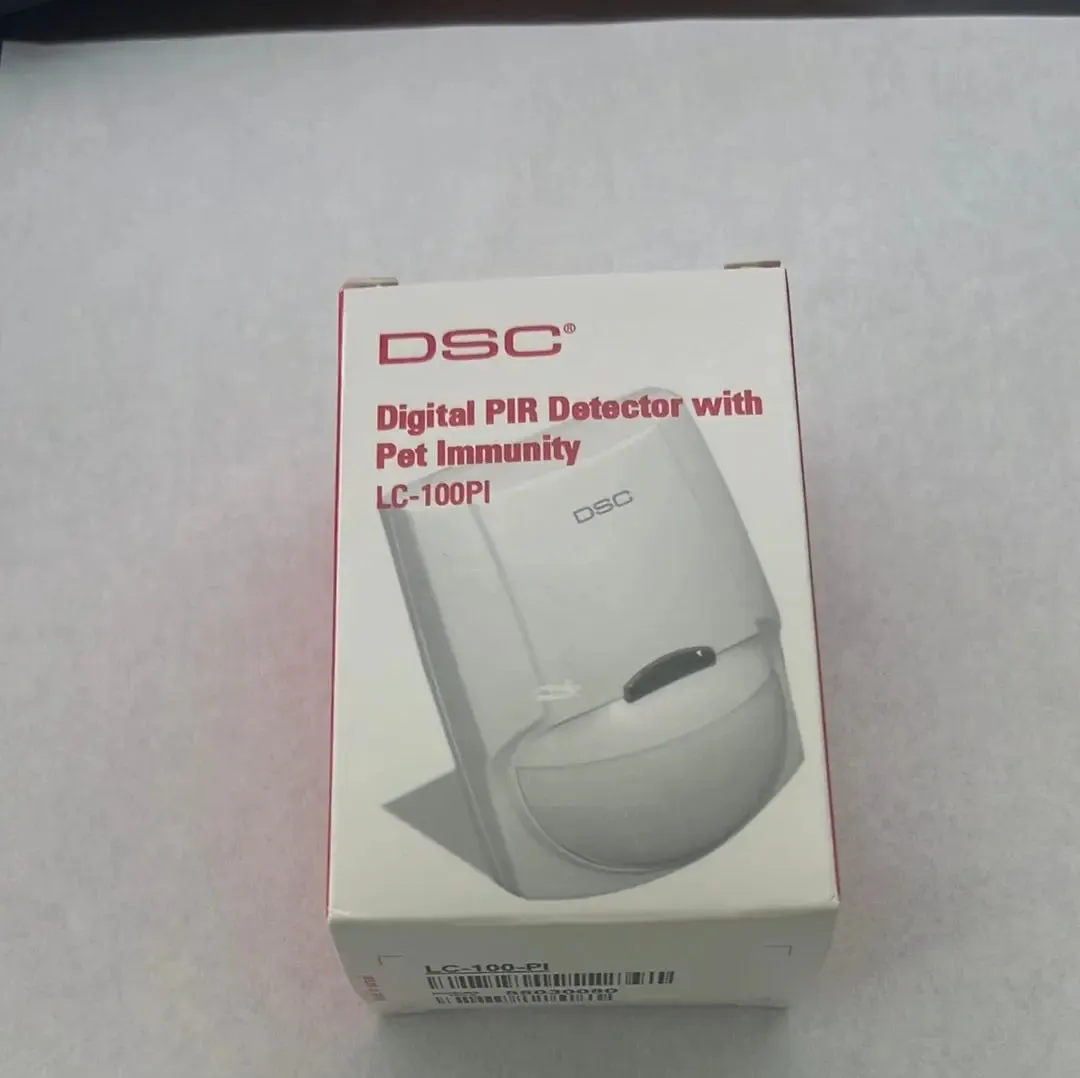 DSC®
Digital PIR Detector with
Pet Immunity
LC-100PI
DSC
LC-100-PI